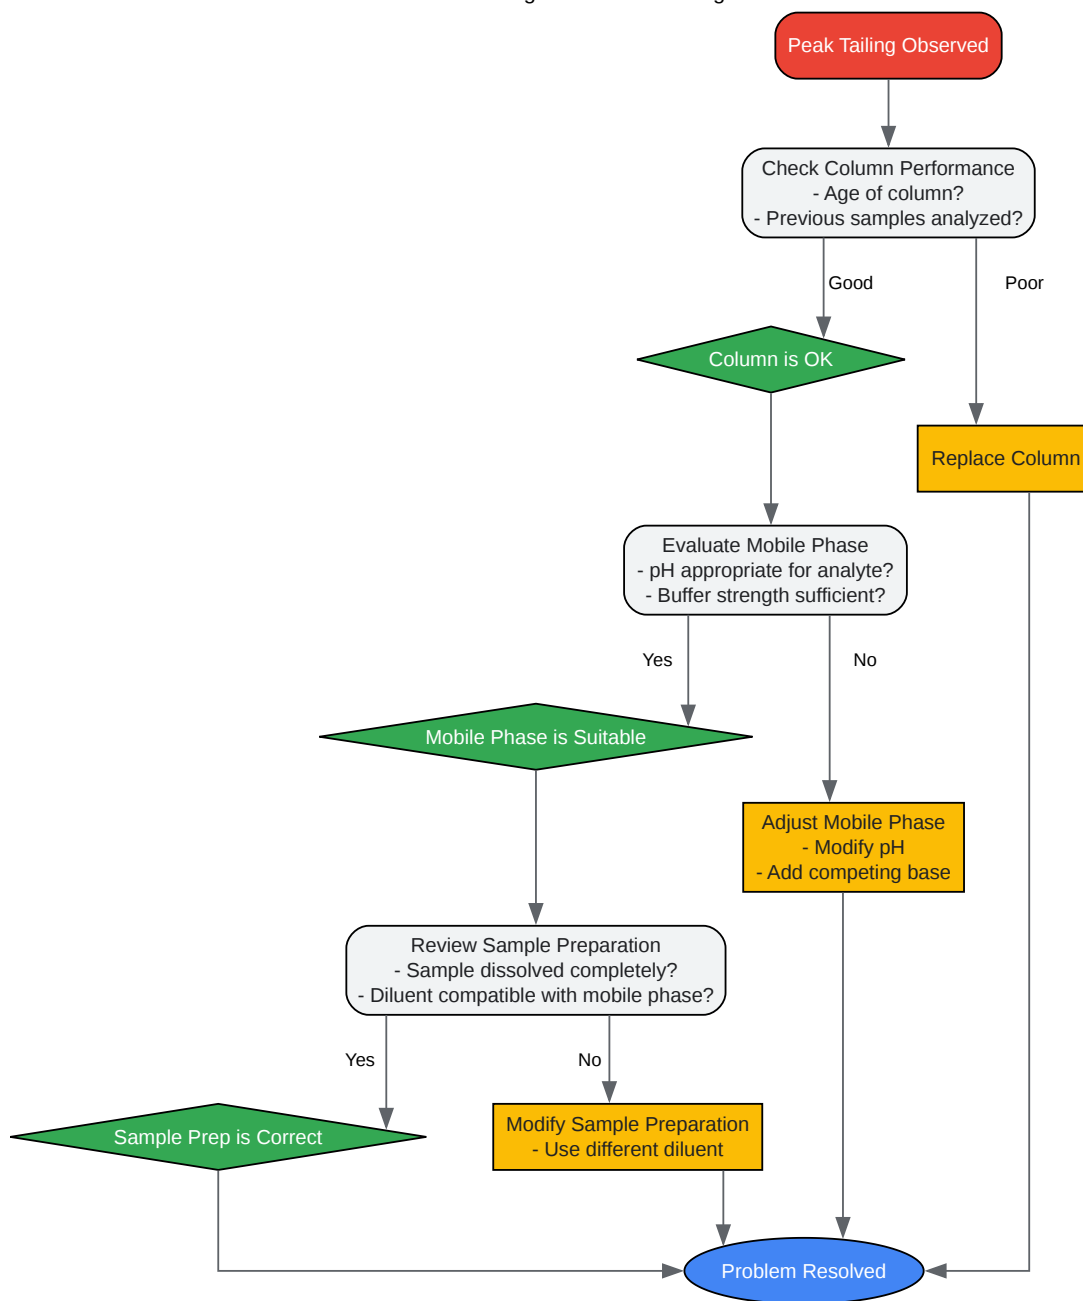 Peak Tailing Observed
Check Column Performance
- Age of column?
- Previous samples analyzed?
Good
Poor
Column is OK
Replace Column
Evaluate Mobile Phase
- pH appropriate for analyte?
- Buffer strength sufficient?
Yes
No
Mobile Phase is Suitable
Adjust Mobile Phase
- Modify pH
- Add competing base
Review Sample Preparation
- Sample dissolved completely?
- Diluent compatible with mobile phase?
Yes
No
Sample Prep is Correct
Modify Sample Preparation
- Use different diluent
Problem Resolved